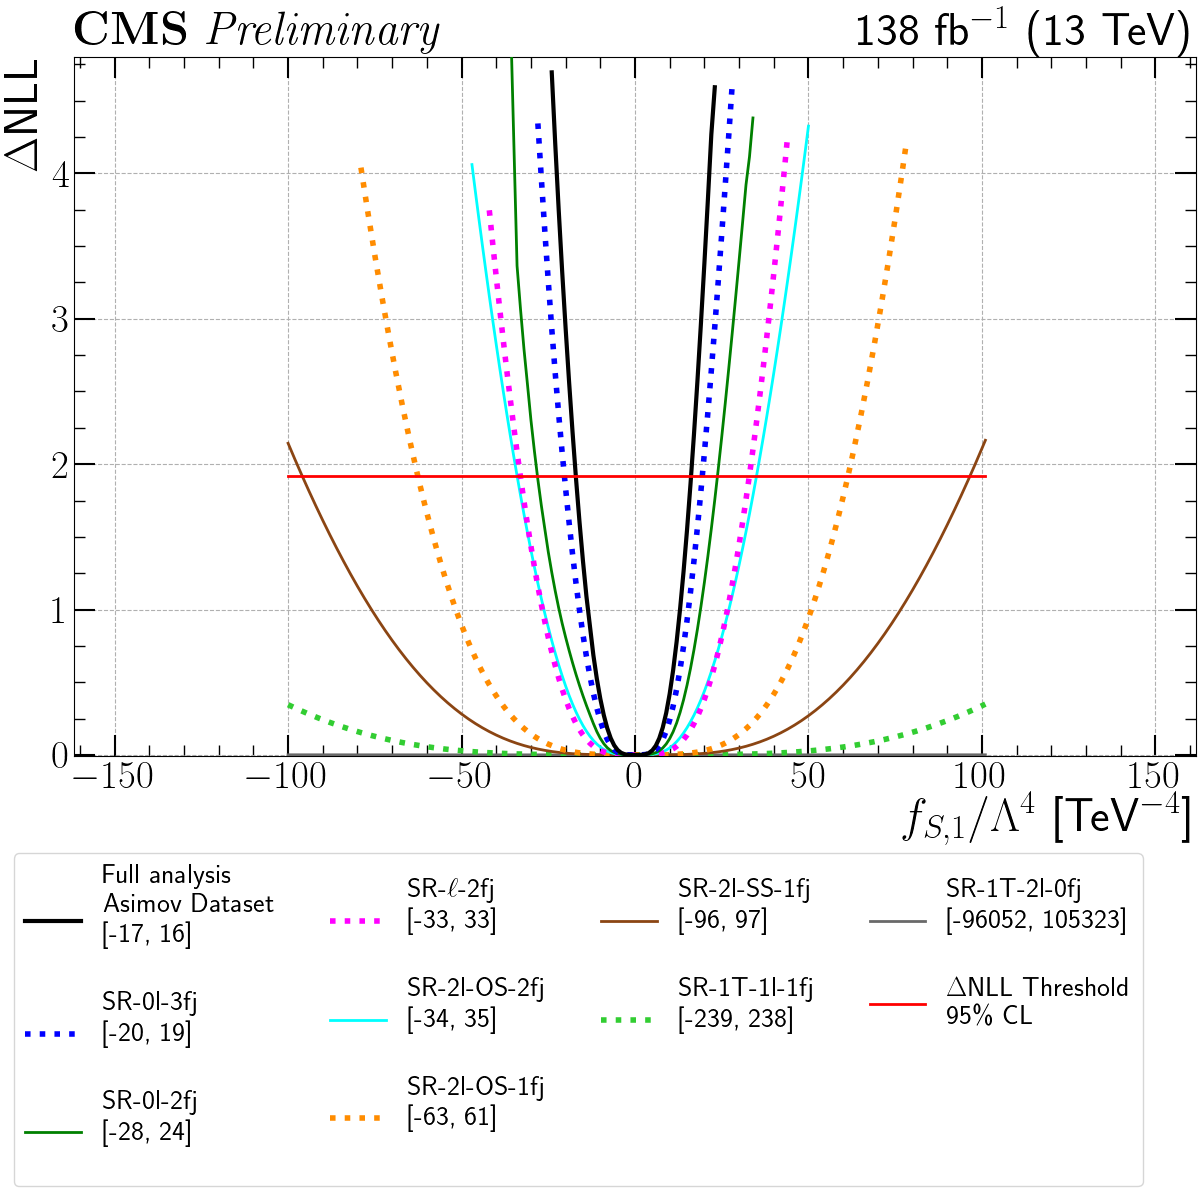 CMS Preliminary
138 fb⁻¹ (13 TeV)
ΔNLL
4
3
2
1
0
−150 −100 −50 0 50 100 150
f_{S,1}/Λ⁴ [TeV⁻⁴]
Full analysis
Asimov Dataset
[-17, 16]
SR-0l-3fj
[-20, 19]
SR-0l-2fj
[-28, 24]
SR-ℓ-2fj
[-33, 33]
SR-2l-OS-2fj
[-34, 35]
SR-2l-OS-1fj
[-63, 61]
SR-2l-SS-1fj
[-96, 97]
SR-1T-1l-1fj
[-239, 238]
SR-1T-2l-0fj
[-96052, 105323]
ΔNLL Threshold
95% CL